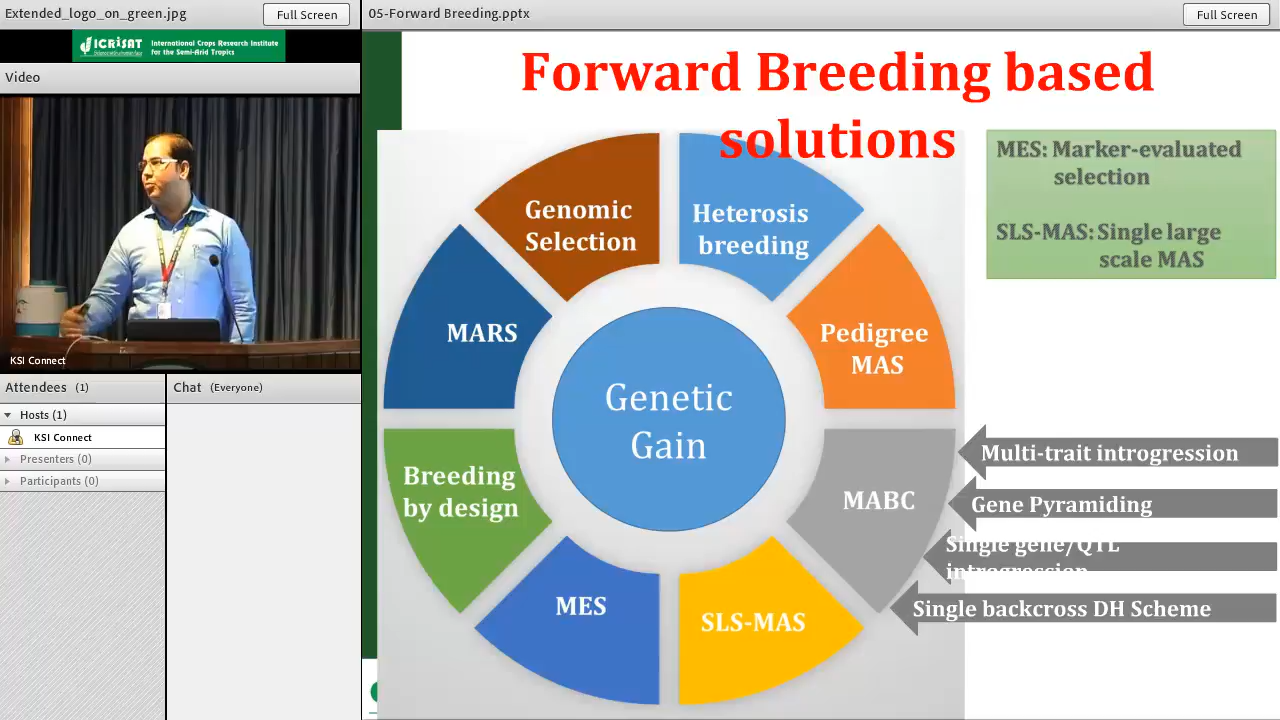 Extended_logo_on_green.jpg
Full Screen
ICRISAT
International Crops Research Institute
for the Semi-Arid Tropics
Video
KSI Connect
Attendees (1)
Hosts (1)
KSI Connect
Presenters (0)
Participants (0)
Chat (Everyone)
05-Forward Breeding.pptx
Full Screen
Forward Breeding based
solutions
MES: Marker-evaluated
selection
SLS-MAS: Single large
scale MAS
Genomic
Selection
Heterosis
breeding
MARS
Pedigree
MAS
Genetic
Gain
Breeding
by design
MABC
MES
SLS-MAS
Multi-trait introgression
Gene Pyramiding
Single gene/QTL
introgression
Single backcross DH Scheme